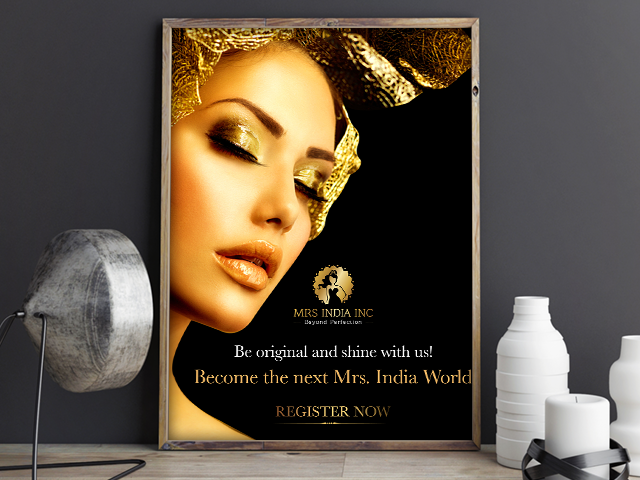 MRS INDIA INC
Beyond Perfection
Be original and shine with us!
Become the next Mrs. India World
REGISTER NOW